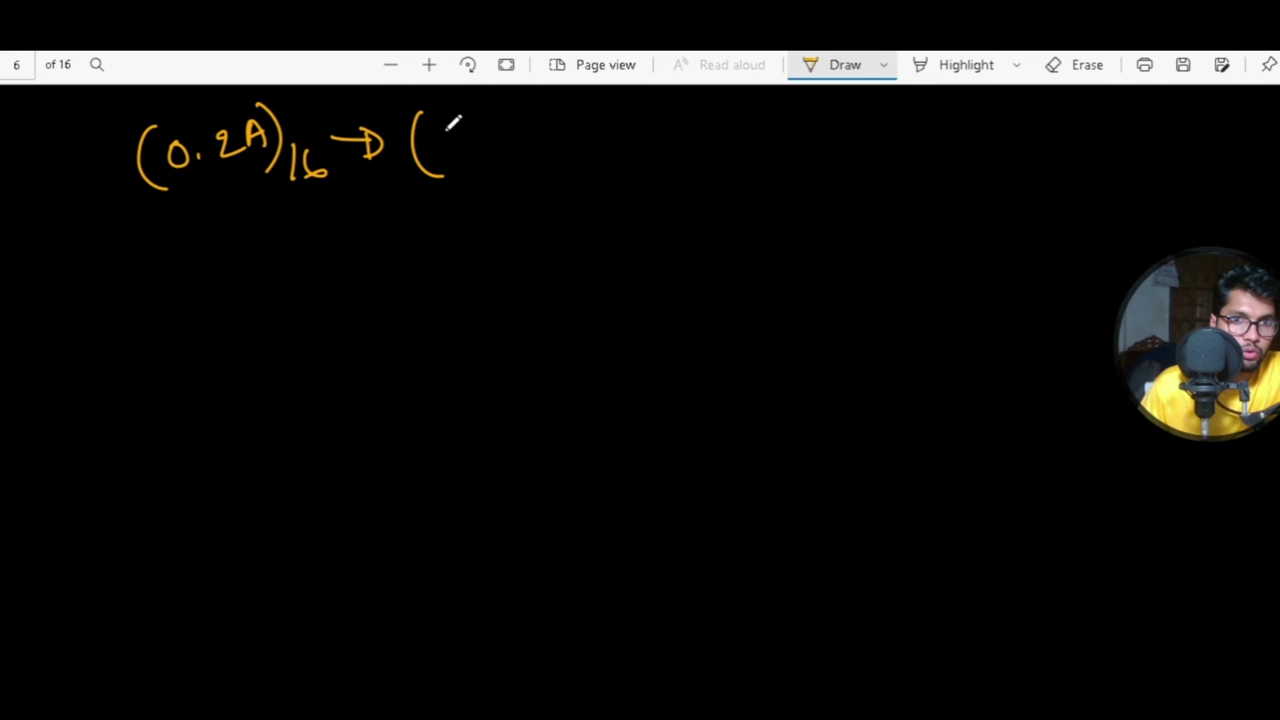 6 of 16 Page view Read aloud Draw Highlight Erase
(0.2A)16 → (